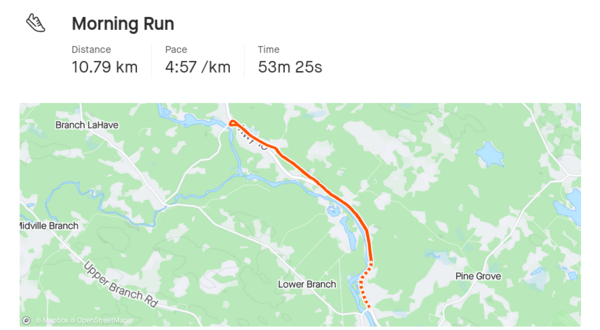 Morning Run
Distance Pace Time
10.79 km 4:57 /km 53m 25s
Branch LaHave
Midville Branch
Upper Branch Rd
Lower Branch
Pine Grove
© Mapbox © OpenStreetMap